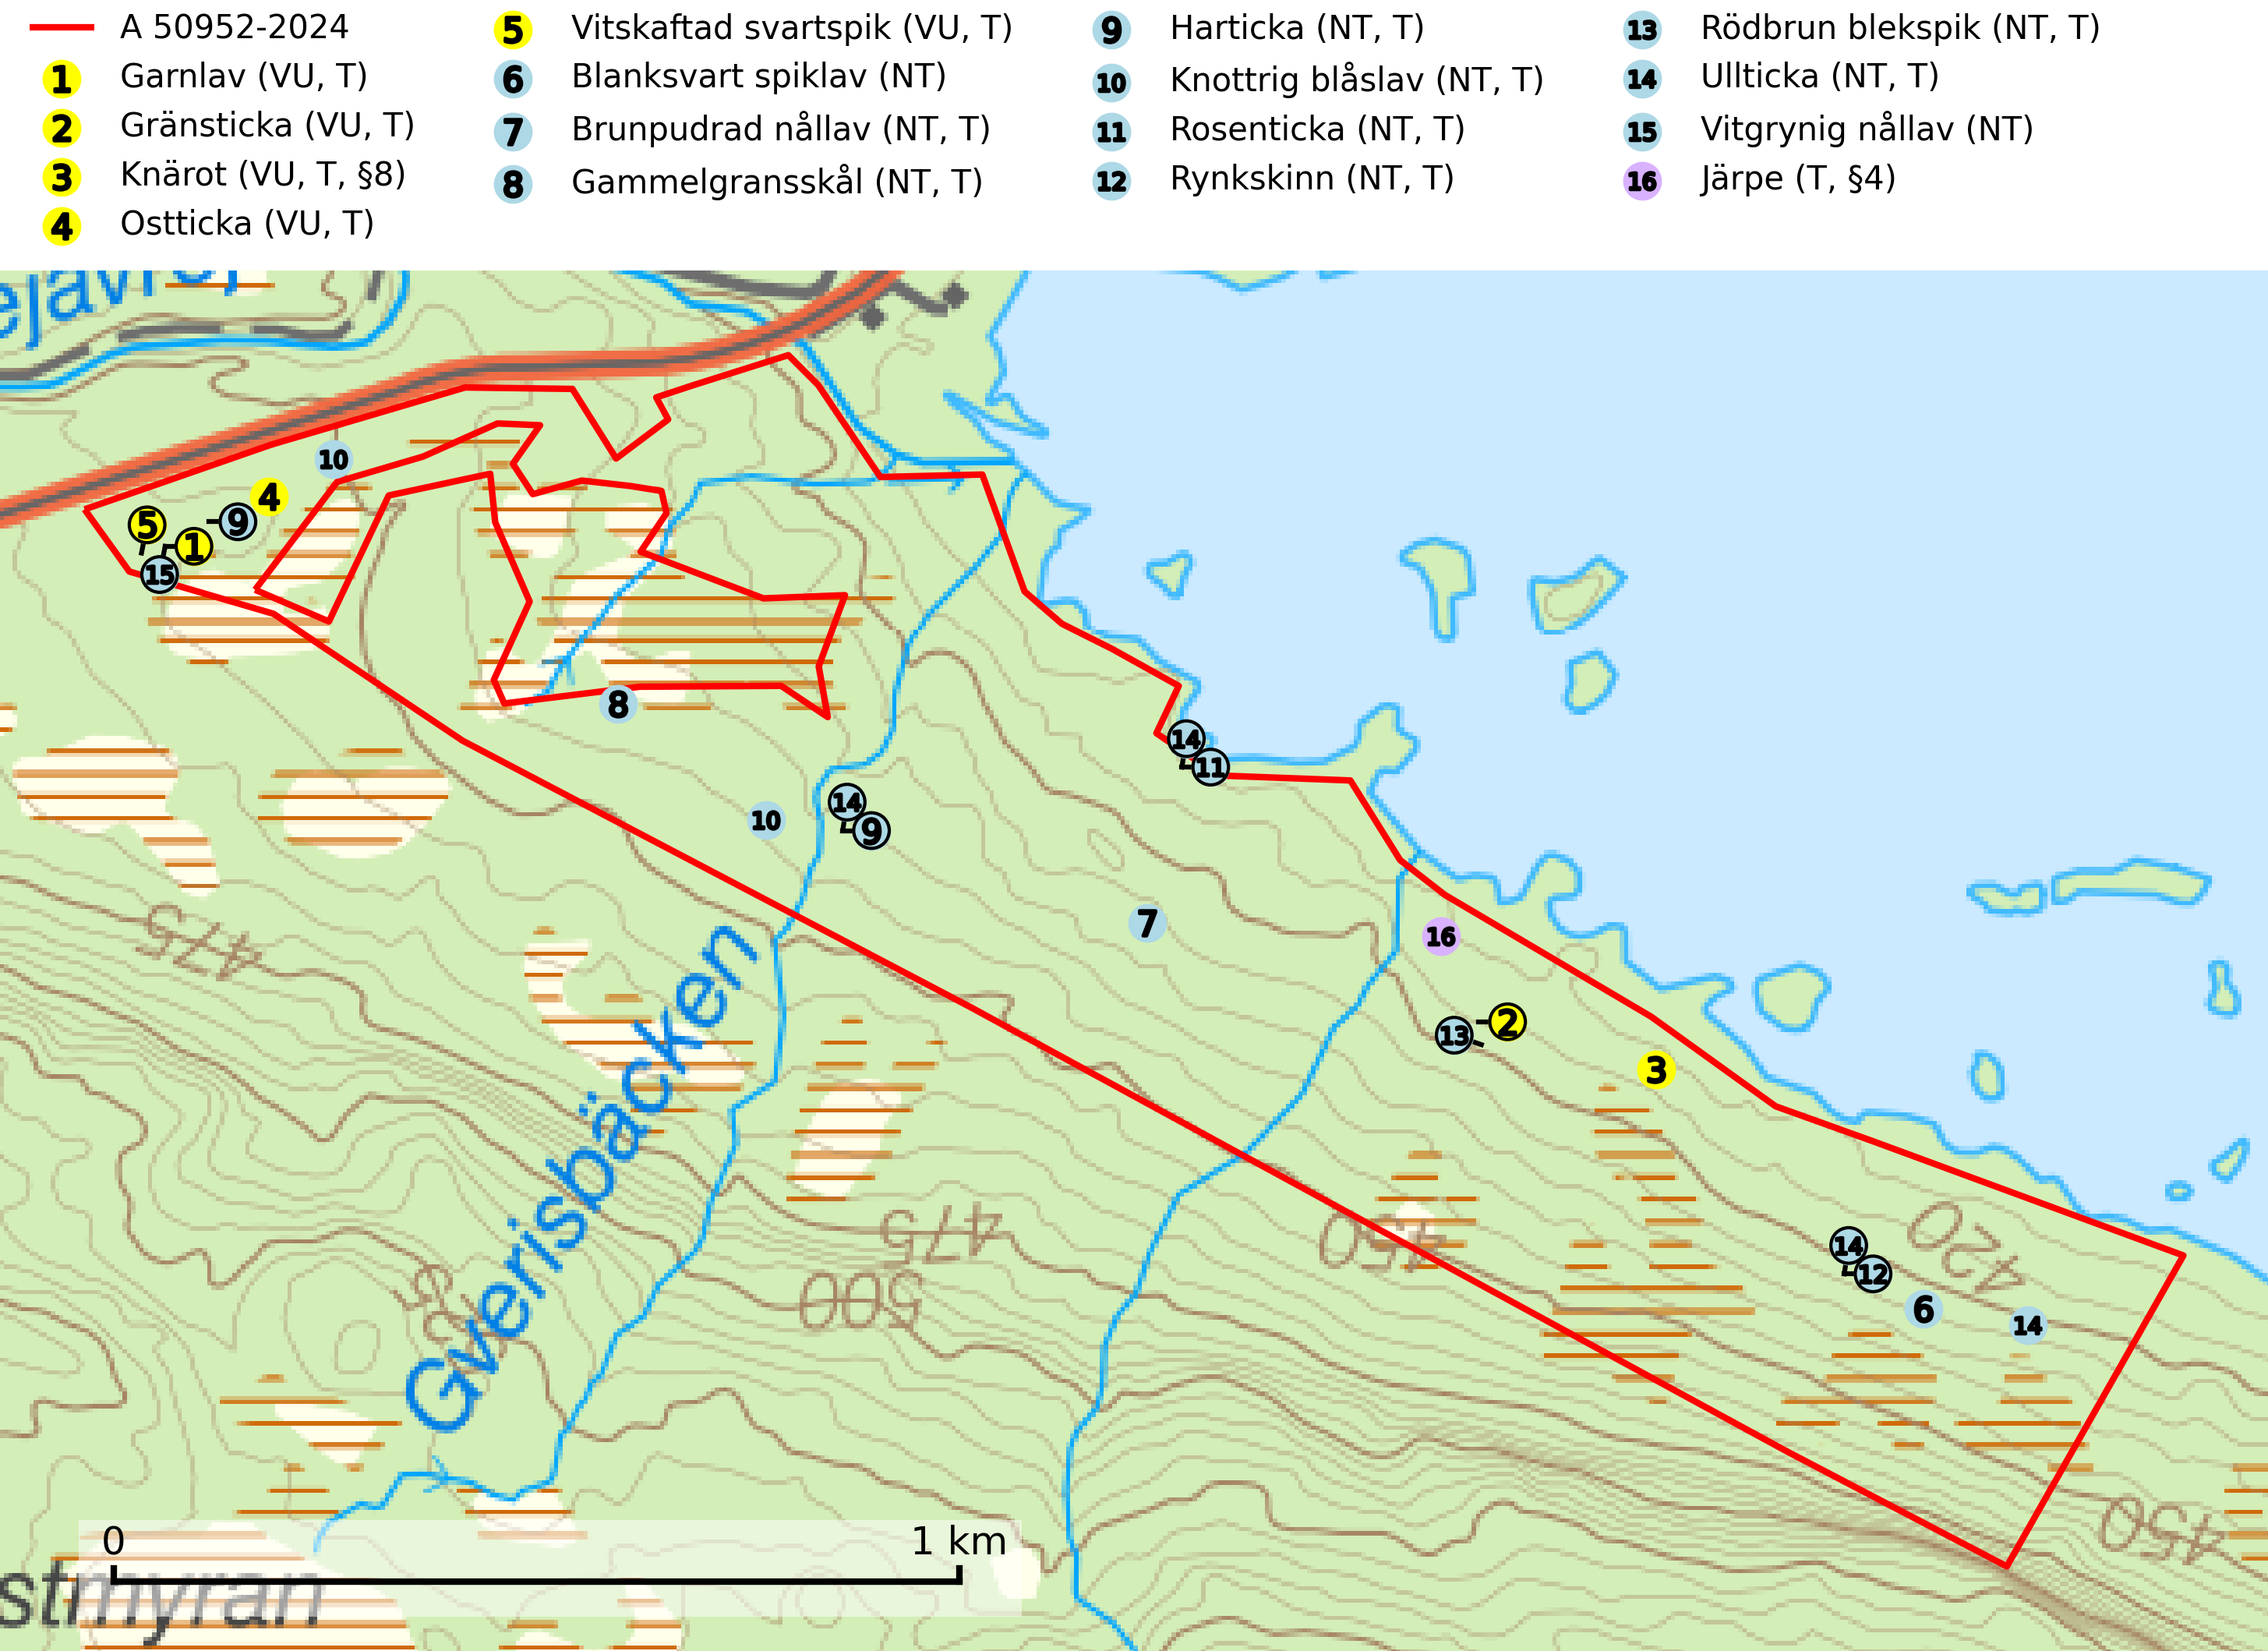 A 50952-2024
1 Garnlav (VU, T)
2 Gränsticka (VU, T)
3 Knärot (VU, T, §8)
4 Ostticka (VU, T)
5 Vitskaftad svartspik (VU, T)
6 Blanksvart spiklav (NT)
7 Brunpudrad nållav (NT, T)
8 Gammelgransskål (NT, T)
9 Harticka (NT, T)
10 Knottrig blåslav (NT, T)
11 Rosenticka (NT, T)
12 Rynkskinn (NT, T)
13 Rödbrun blekspik (NT, T)
14 Ullticka (NT, T)
15 Vitgrynig nållav (NT)
16 Järpe (T, §4)
10
4
5
9
1
15
8
14
11
14
10
9
7
16
475
2
13
3
Gverisbäcken
475
450
420
14
12
500
525
6
14
450
0 1 km
stmyran